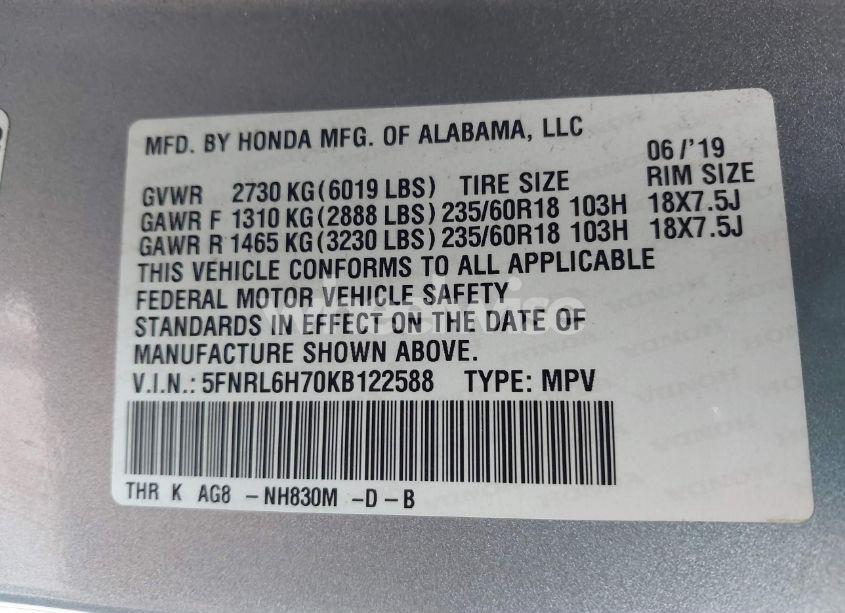 MFD. BY HONDA MFG. OF ALABAMA, LLC
06/'19
GVWR 2730 KG(6019 LBS) TIRE SIZE RIM SIZE
GAWR F 1310 KG(2888 LBS) 235/60R18 103H 18X7.5J
GAWR R 1465 KG(3230 LBS) 235/60R18 103H 18X7.5J
THIS VEHICLE CONFORMS TO ALL APPLICABLE
FEDERAL MOTOR VEHICLE SAFETY
STANDARDS IN EFFECT ON THE DATE OF
MANUFACTURE SHOWN ABOVE.
V.I.N.: 5FNRL6H70KB122588 TYPE: MPV
THR K AG8 -NH830M -D-B